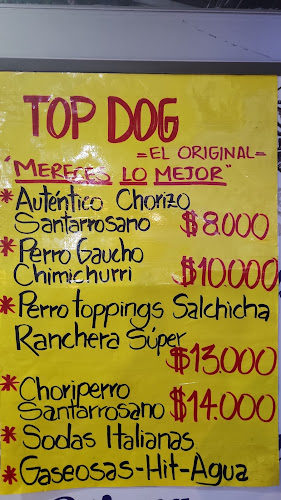 TOP DOG
=EL ORIGINAL=
"MERECES LO MEJOR"
* Auténtico Chorizo
Santarrosano $8.000
* Perro Gaucho
Chimichurri $10.000
* Perro toppings Salchicha
Ranchera Súper
$13.000
* Choriperro
Santarrosano $14.000
* Sodas Italianas
* Gaseosas-Hit-Agua